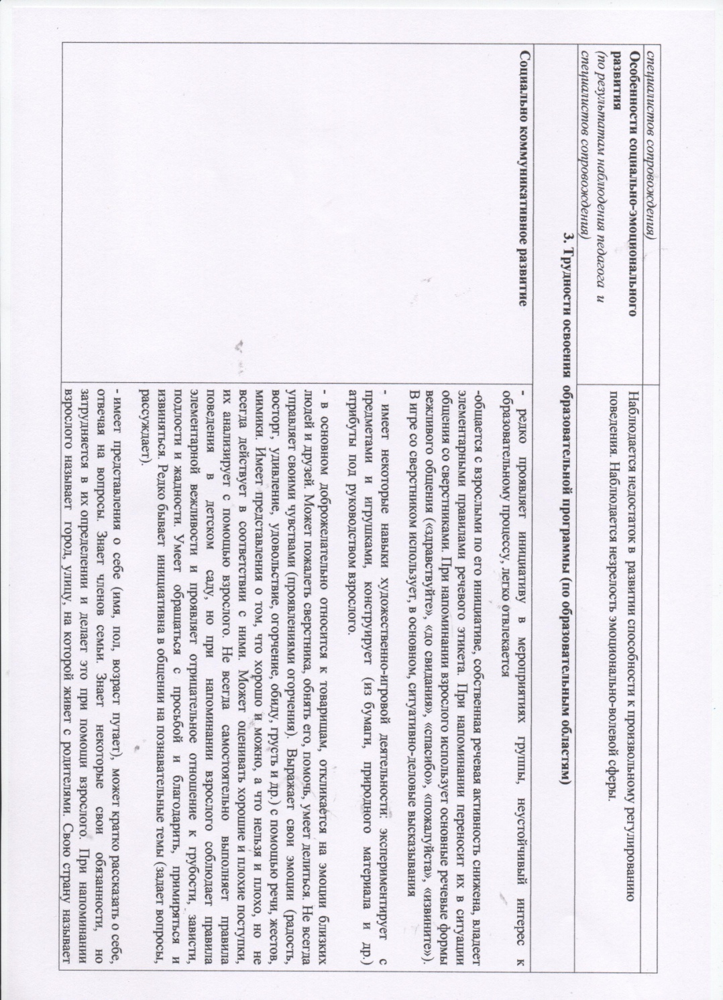 специалистов сопровождения)
Особенности социально-эмоционального
развития
(по результатам наблюдения педагога и
специалистов сопровождения)
Наблюдается недостаток в развитии способности к произвольному регулированию
поведения. Наблюдается незрелость эмоционально-волевой сферы.
3. Трудности освоения образовательной программы (по образовательным областям)
Социально коммуникативное развитие
- редко проявляет инициативу в мероприятиях группы, неустойчивый интерес к
образовательному процессу, легко отвлекается
-общается с взрослыми по его инициативе, собственная речевая активность снижена, владеет
элементарными правилами речевого этикета. При напоминании переносит их в ситуации
общения со сверстниками. При напоминании взрослого использует основные речевые формы
вежливого общения («здравствуйте», «до свидания», «спасибо», «пожалуйста», «извините»).
В игре со сверстником использует, в основном, ситуативно-деловые высказывания
- имеет некоторые навыки художественно-игровой деятельности: экспериментирует с
предметами и игрушками, конструирует (из бумаги, природного материала и др.)
атрибуты под руководством взрослого.
- в основном доброжелательно относится к товарищам, откликается на эмоции близких
людей и друзей. Может пожалеть сверстника, обнять его, помочь, умеет делиться. Не всегда
управляет своими чувствами (проявлениями огорчения). Выражает свои эмоции (радость,
восторг, удивление, удовольствие, огорчение, обиду, грусть и др.) с помощью речи, жестов,
мимики. Имеет представления о том, что хорошо и можно, а что нельзя и плохо, но не
всегда действует в соответствии с ними. Может оценивать хорошие и плохие поступки,
их анализирует с помощью взрослого. Не всегда самостоятельно выполняет правила
поведения в детском саду, но при напоминании взрослого соблюдает правила
элементарной вежливости и проявляет отрицательное отношение к грубости, зависти,
подлости и жадности. Умеет обращаться с просьбой и благодарить, примиряться и
извиняться. Редко бывает инициативна в общении на познавательные темы (задает вопросы,
рассуждает).
- имеет представления о себе (имя, пол, возраст путает), может кратко рассказать о себе,
отвечая на вопросы. Знает членов семьи. Знает некоторые свои обязанности, но
затрудняется в их определении и делает это при помощи взрослого. При напоминании
взрослого называет город, улицу, на которой живет с родителями. Свою страну называет